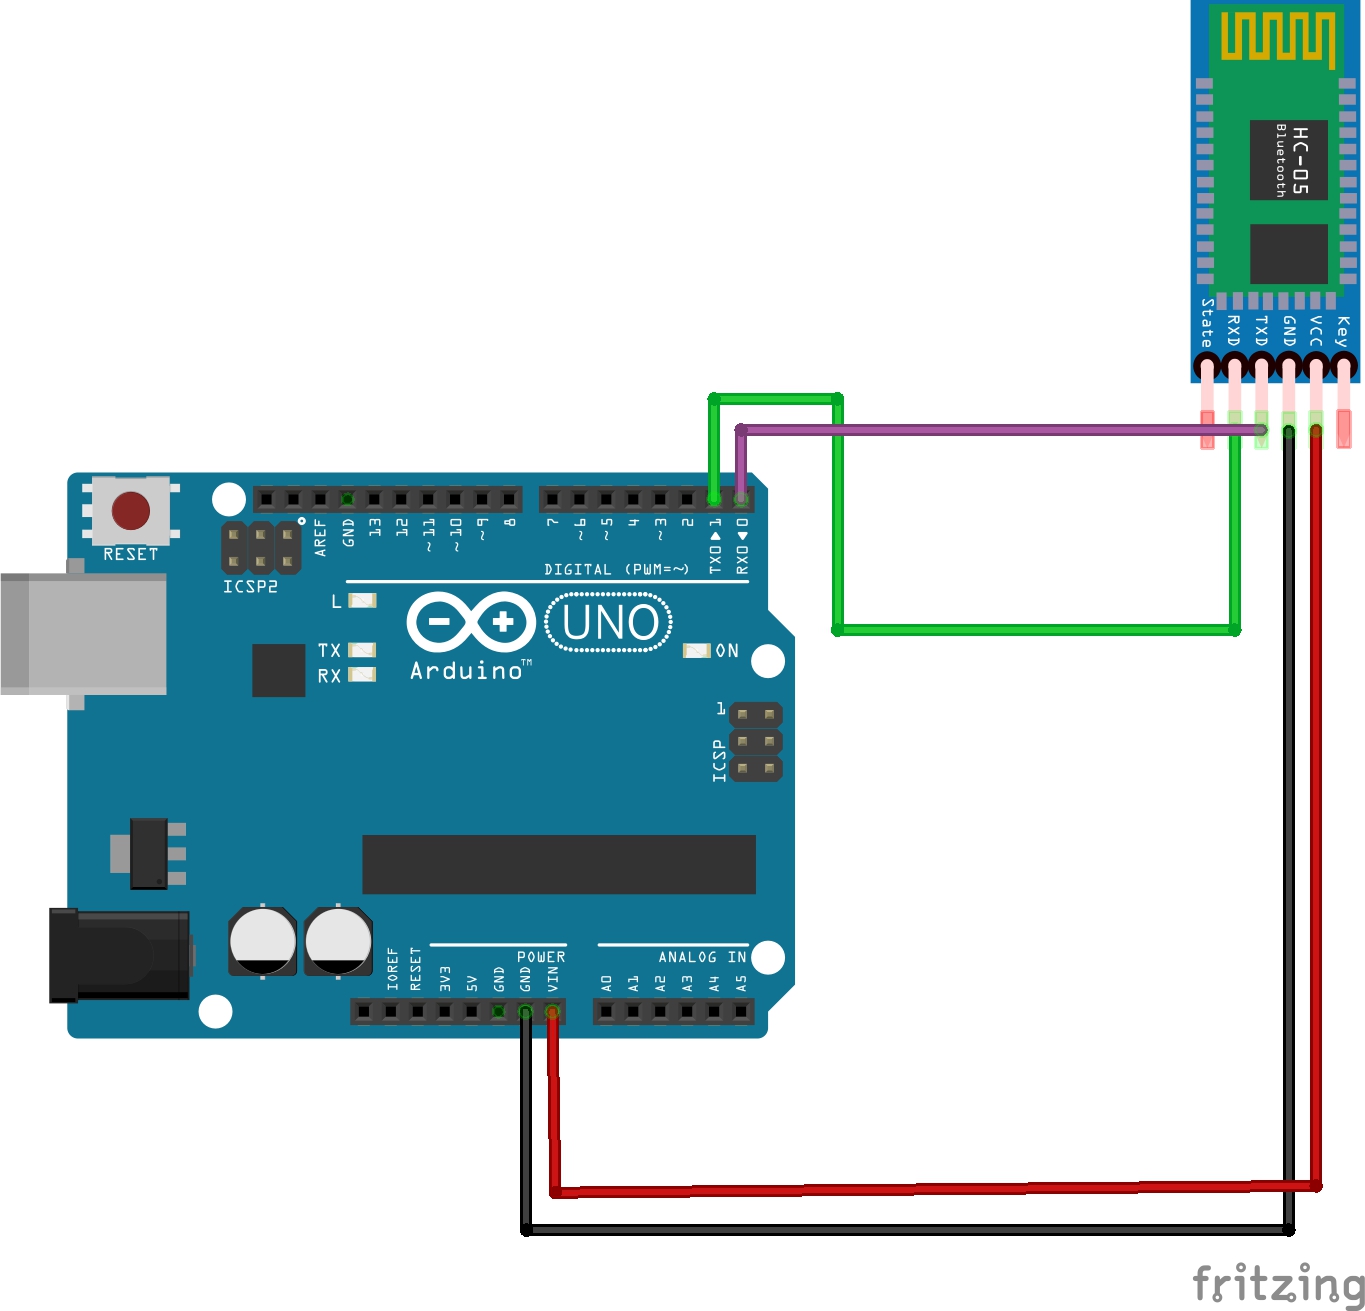 HC-05
Bluetooth
State
RXD
TXD
GND
VCC
Key
RESET
ICSP2
AREF
GND
13
12
~11
~10
~9
8
7
~6
~5
4
~3
2
TX0▶1
RX0◀0
DIGITAL (PWM=~)
L
TX
RX
Arduino™
UNO
ON
1
ICSP
POWER
ANALOG IN
IOREF
RESET
3V3
5V
GND
GND
VIN
A0
A1
A2
A3
A4
A5
fritzing